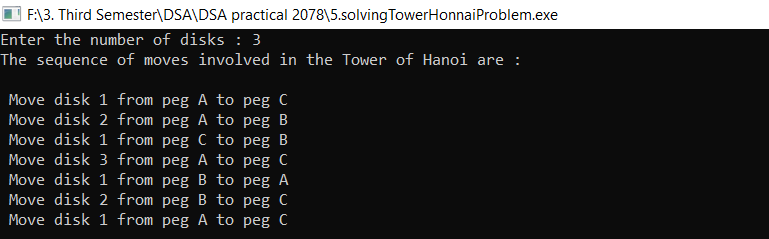 F:\3. Third Semester\DSA\DSA practical 2078\5.solvingTowerHonnaiProblem.exe
Enter the number of disks : 3
The sequence of moves involved in the Tower of Hanoi are :
Move disk 1 from peg A to peg C
Move disk 2 from peg A to peg B
Move disk 1 from peg C to peg B
Move disk 3 from peg A to peg C
Move disk 1 from peg B to peg A
Move disk 2 from peg B to peg C
Move disk 1 from peg A to peg C